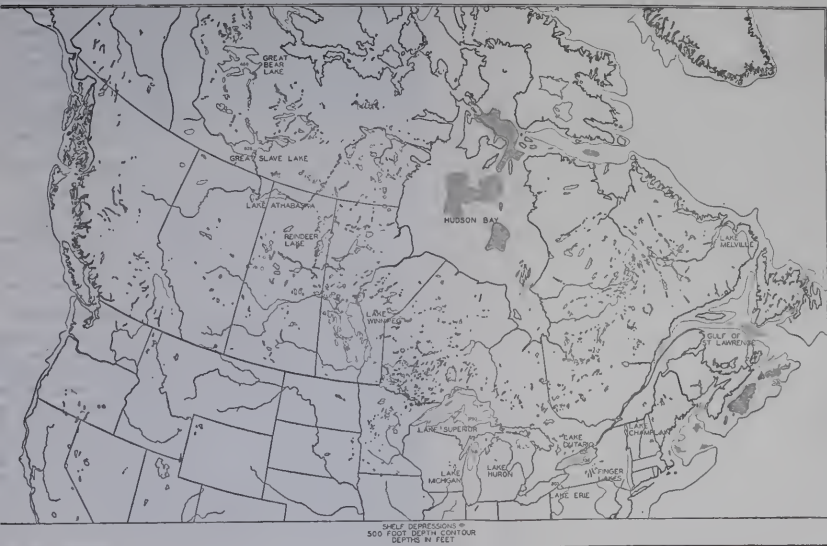 GREAT
BEAR
LAKE
GREAT SLAVE LAKE
LAKE ATHABASKA
REINDEER
LAKE
HUDSON BAY
LAKE
MELVILLE
LAKE
WINNIPEG
GULF OF
ST LAWRENCE
LAKE SUPERIOR
LAKE
CHAMPLAIN
LAKE
ONTARIO
LAKE
MICHIGAN
LAKE
HURON
FINGER
LAKES
LAKE ERIE
SHELF DEPRESSIONS
500 FOOT DEPTH CONTOUR
DEPTHS IN FEET